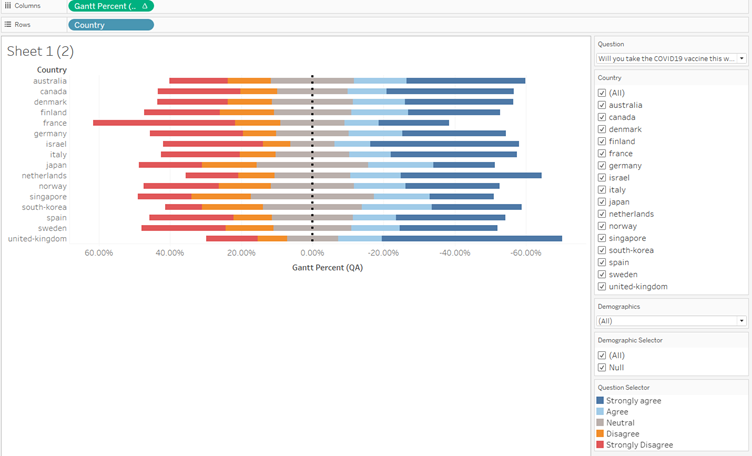 Columns
Gantt Percent (..
Rows
Country
Sheet 1 (2)
Country
australia
canada
denmark
finland
france
germany
israel
italy
japan
netherlands
norway
singapore
south-korea
spain
sweden
united-kingdom
60.00% 40.00% 20.00% 0.00% -20.00% -40.00% -60.00%
Gantt Percent (QA)
Question
Will you take the COVID19 vaccine this w...
Country
(All)
australia
canada
denmark
finland
france
germany
israel
italy
japan
netherlands
norway
singapore
south-korea
spain
sweden
united-kingdom
Demographics
(All)
Demographic Selector
(All)
Null
Question Selector
Strongly agree
Agree
Neutral
Disagree
Strongly Disagree